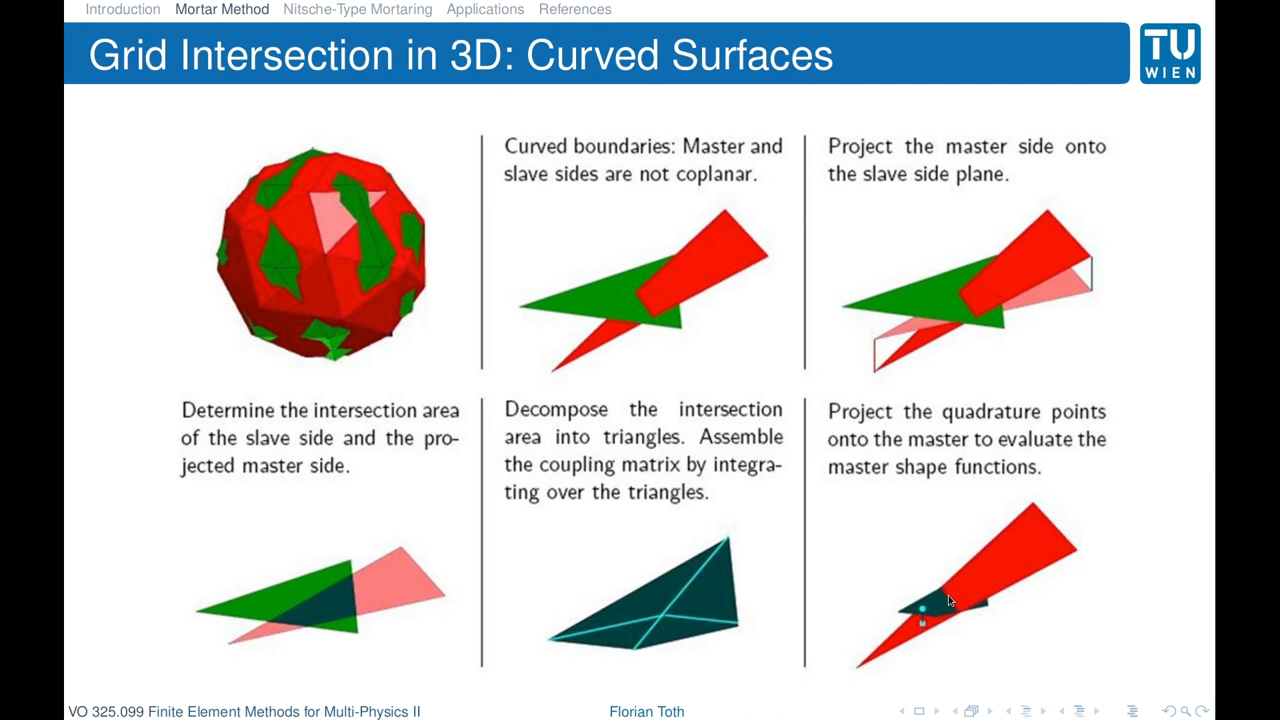 Introduction Mortar Method Nitsche-Type Mortaring Applications References
Grid Intersection in 3D: Curved Surfaces
TU
WIEN
Curved boundaries: Master and
slave sides are not coplanar.
Project the master side onto
the slave side plane.
Determine the intersection area
of the slave side and the pro-
jected master side.
Decompose the intersection
area into triangles. Assemble
the coupling matrix by integra-
ting over the triangles.
Project the quadrature points
onto the master to evaluate the
master shape functions.
VO 325.099 Finite Element Methods for Multi-Physics II
Florian Toth